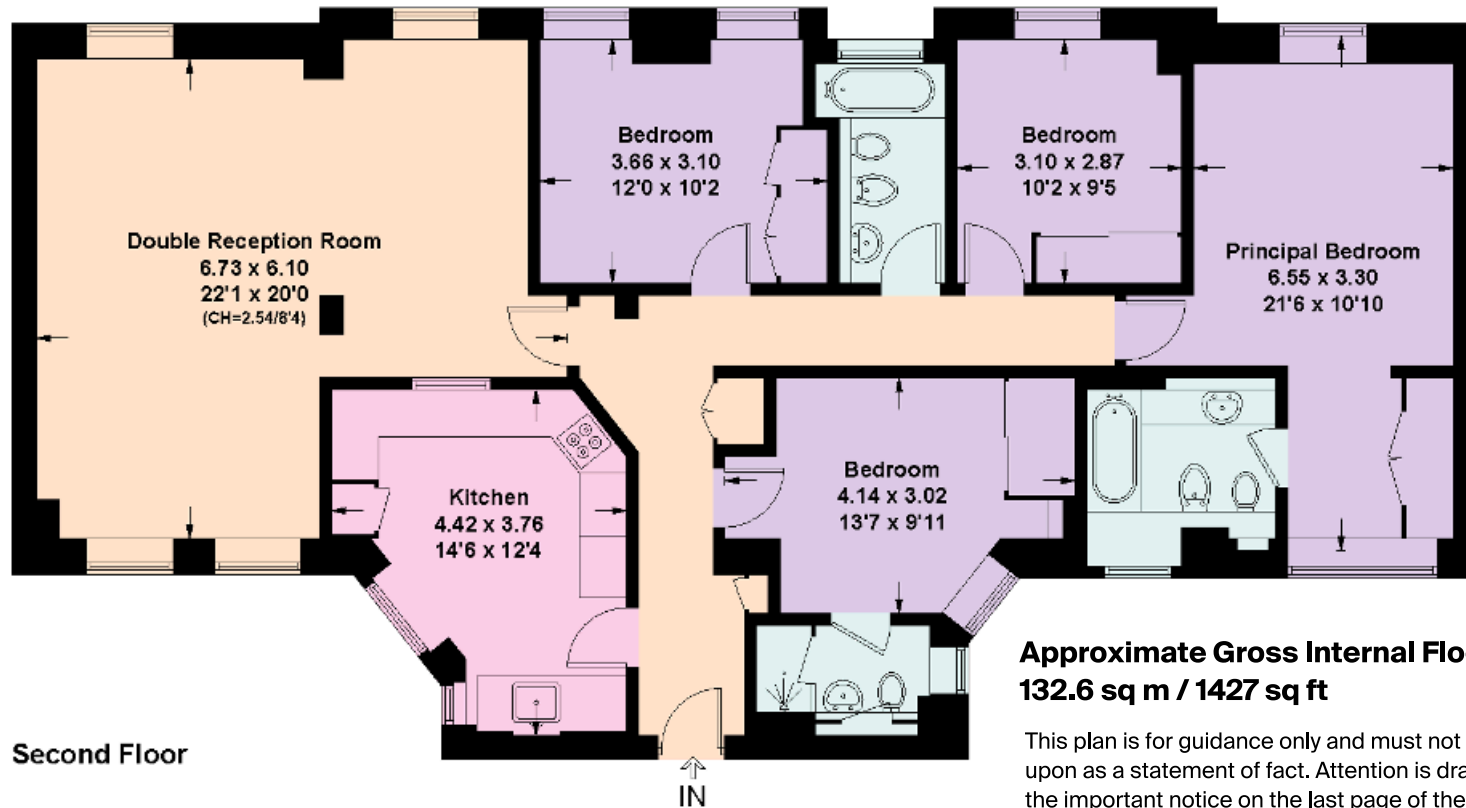 Bedroom
3.66 x 3.10
12'0 x 10'2
Bedroom
3.10 x 2.87
10'2 x 9'5
Double Reception Room
6.73 x 6.10
22'1 x 20'0
(CH=2.54/8'4)
Principal Bedroom
6.55 x 3.30
21'6 x 10'10
Kitchen
4.42 x 3.76
14'6 x 12'4
Bedroom
4.14 x 3.02
13'7 x 9'11
Second Floor
IN
Approximate Gross Internal Flo
132.6 sq m / 1427 sq ft
This plan is for guidance only and must not
upon as a statement of fact. Attention is dra
the important notice on the last page of the